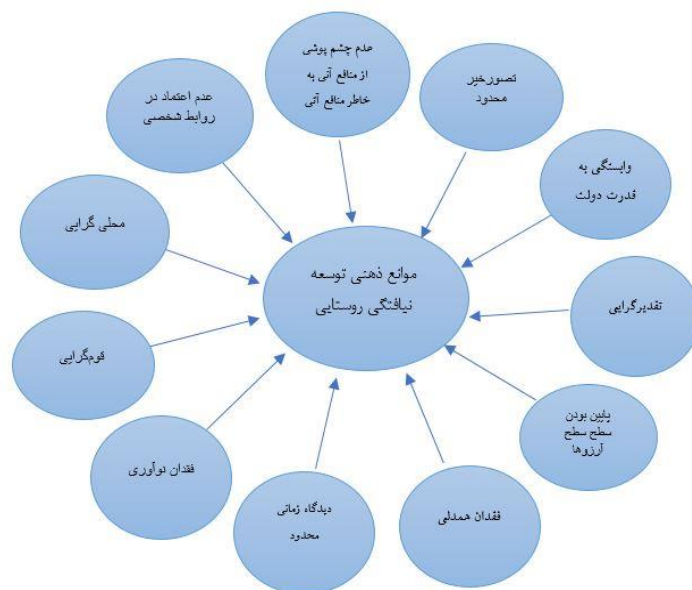 عدم چشم پوشی
از منافع آنی به
خاطر منافع آتی
تصورخیر
محدود
وابستگی به
قدرت دولت
تقدیرگرایی
پایین بودن
سطح سطح
آرزوها
فقدان همدلی
دیدگاه زمانی
محدود
فقدان نوآوری
قوم‌گرایی
محلی گرایی
عدم اعتماد در
روابط شخصی
موانع ذهنی توسعه
نیافتگی روستایی